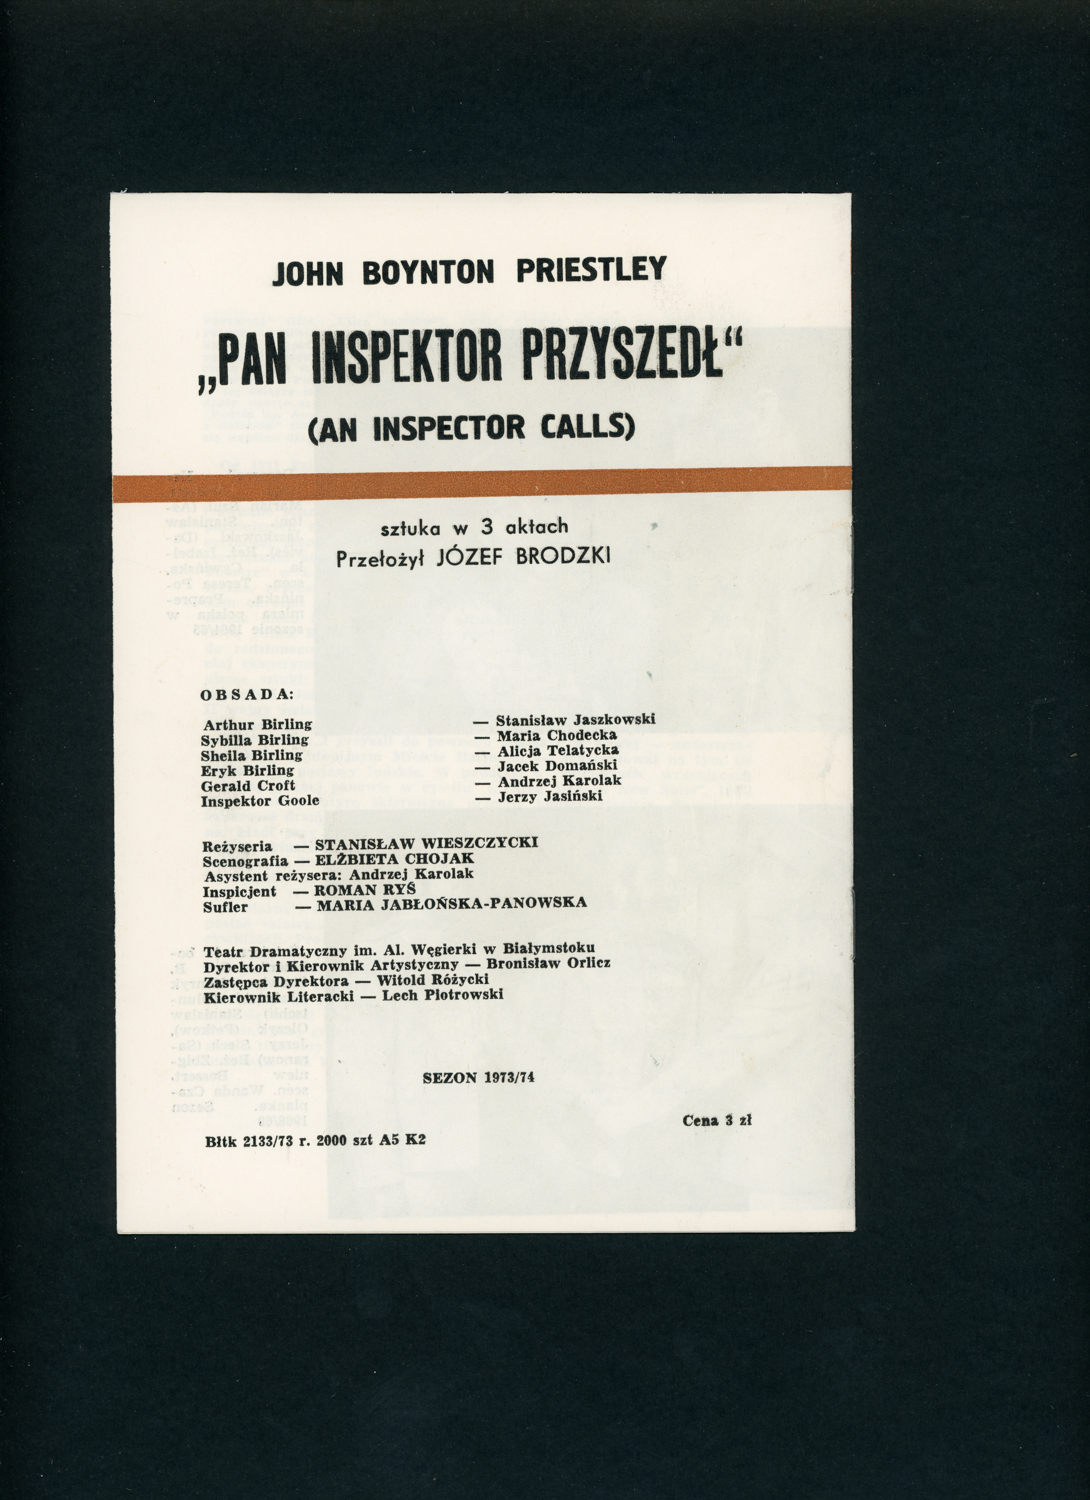 JOHN BOYNTON PRIESTLEY
„PAN INSPEKTOR PRZYSZEDŁ“
(AN INSPECTOR CALLS)
sztuka w 3 aktach
Przełożył JÓZEF BRODZKI
OBSADA:
Arthur Birling — Stanisław Jaszkowski
Sybilla Birling — Maria Chodecka
Sheila Birling — Alicja Telatycka
Eryk Birling — Jacek Domański
Gerald Croft — Andrzej Karolak
Inspektor Goole — Jerzy Jasiński
Reżyseria — STANISŁAW WIESZCZYCKI
Scenografia — ELŻBIETA CHOJAK
Asystent reżysera: Andrzej Karolak
Inspicjent — ROMAN RYŚ
Sufler — MARIA JABŁOŃSKA-PANOWSKA
Teatr Dramatyczny im. Al. Węgierki w Białymstoku
Dyrektor i Kierownik Artystyczny — Bronisław Orlicz
Zastępca Dyrektora — Witold Różycki
Kierownik Literacki — Lech Piotrowski
SEZON 1973/74
Cena 3 zł
Błtk 2133/73 r. 2000 szt A5 K2